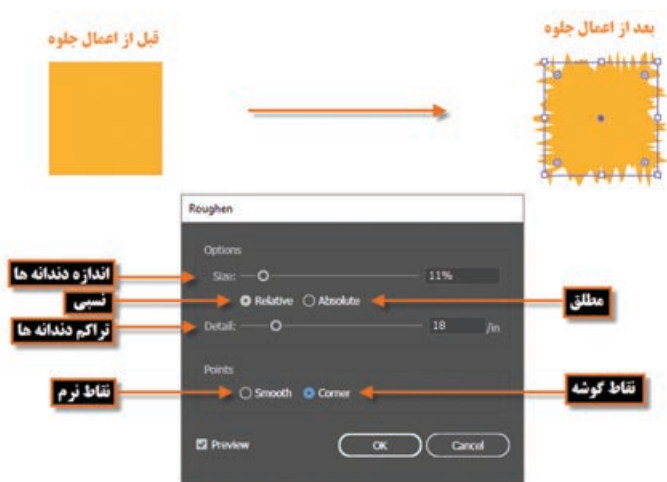 بعد از اعمال جلوه
قبل از اعمال جلوه
Roughen
Options
اندازه دندانه ها
Size:
11%
نسبی
Relative
Absolute
مطلق
تراکم دندانه ها
Detail:
18
/in
Points
نقاط نرم
Smooth
Corner
نقاط گوشه
Preview
OK
Cancel